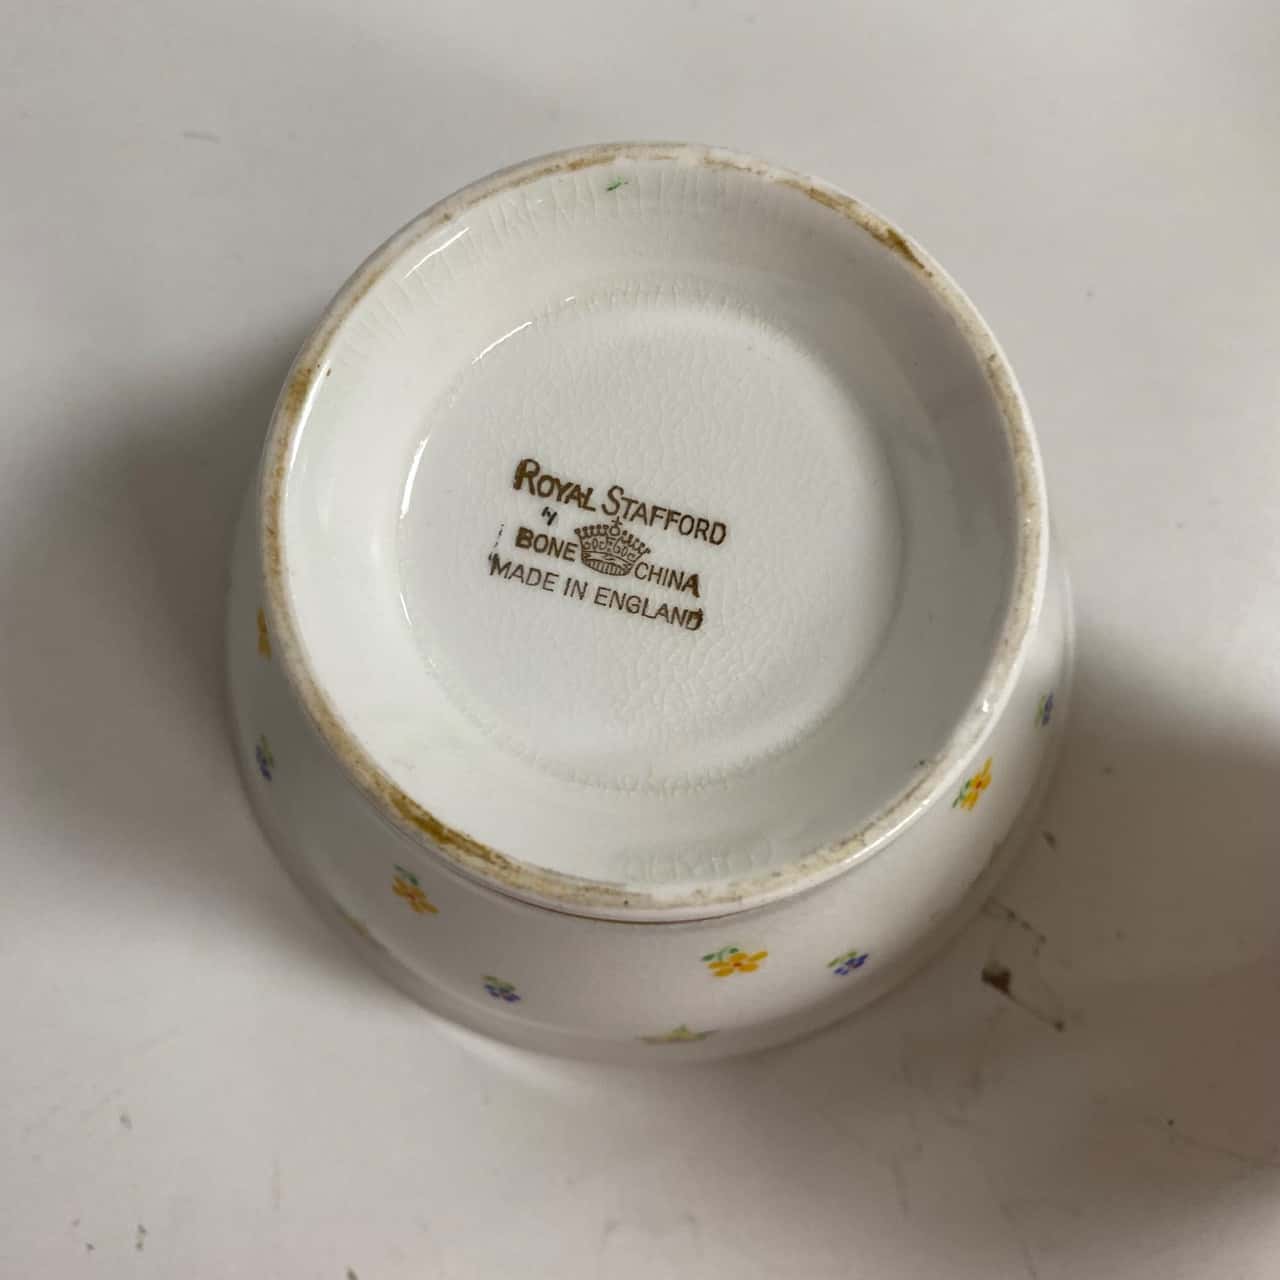 ROYAL STAFFORD
BONE CHINA
MADE IN ENGLAND